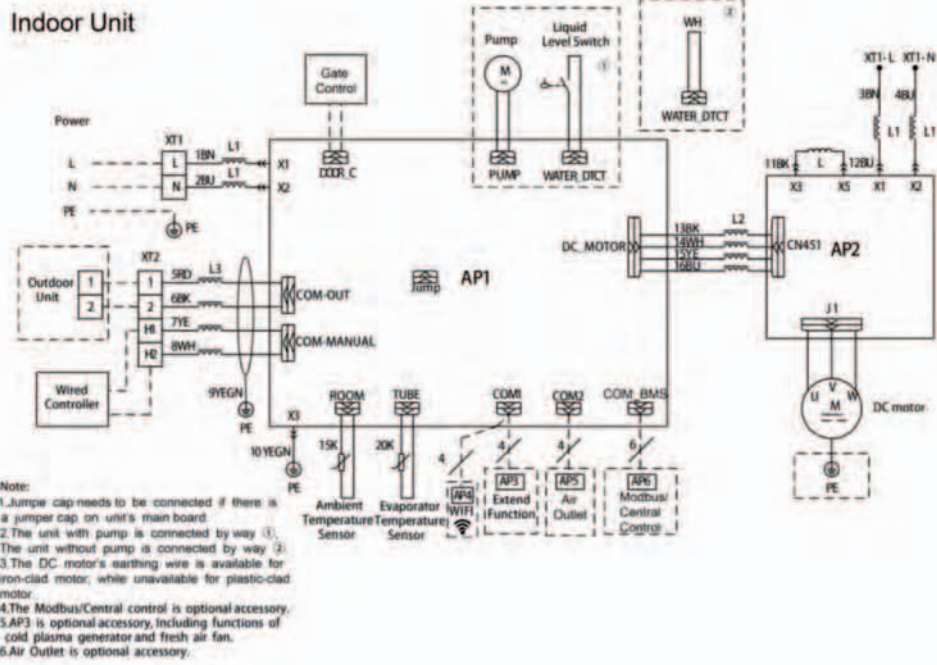 Indoor Unit
②
WH
WATER_DTCT
Pump
Liquid
Level Switch
M
①
PUMP
WATER_DTCT
Gate
Control
DOOR_C
Power
L
N
PE
XT1
L
N
1BN
L1
2BU
L1
X1
X2
PE
XT2
Outdoor
Unit
1
2
1
2
H1
H2
5RD
L3
6BK
7YE
8WH
COM-OUT
COM-MANUAL
Wired
Controller
9YEGN
PE
Jump
AP1
DC_MOTOR
13BK
14WH
15YE
16BU
L2
CN451
XT1-L
XT1-N
3BN
4BU
L1
L1
11BK
L
12BU
X3
X5
X1
X2
AP2
J1
U
V
W
M
DC motor
PE
X3
10 YEGN
PE
ROOM
TUBE
COM1
COM2
COM_BMS
15K
20K
4
4
4
6
Ambient
Temperature
Sensor
Evaporator
Temperature
Sensor
AP4
WIFI
AP3
Extend
Function
AP5
Air
Outlet
AP6
Modbus/
Central
Control
Note:
1.Jumpe cap needs to be connected if there is
a jumper cap on unit's main board.
2.The unit with pump is connected by way ①,
The unit without pump is connected by way ②.
3.The DC motor's earthing wire is available for
iron-clad motor, while unavailable for plastic-clad
motor.
4.The Modbus/Central control is optional accessory.
5.AP3 is optional accessory, Including functions of
cold plasma generator and fresh air fan.
6.Air Outlet is optional accessory.